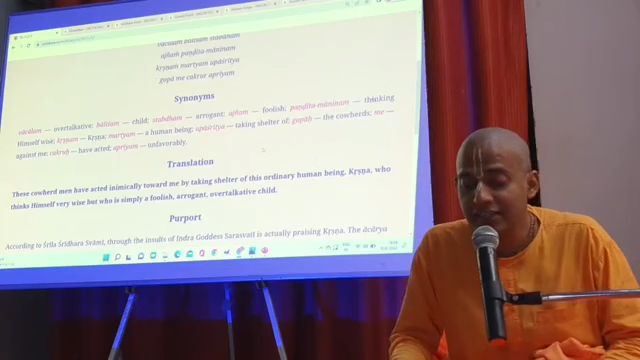 vācālaṁ bāliśaṁ stabdham
ajñaṁ paṇḍita-māninam
kṛṣṇaṁ martyam upāśritya
gopā me cakrur apriyam
Synonyms
vācālam — overtalkative; bāliśam — child; stabdham — arrogant; ajñam — foolish; paṇḍita-māninam — thinking
Himself wise; kṛṣṇam — Kṛṣṇa; martyam — a human being; upāśritya — taking shelter of; gopāḥ — the cowherds; me —
against me; cakruḥ — have acted; apriyam — unfavorably.
Translation
These cowherd men have acted inimically toward me by taking shelter of this ordinary human being, Kṛṣṇa, who
thinks Himself very wise but who is simply a foolish, arrogant, overtalkative child.
Purport
According to Śrīla Śrīdhara Svāmī, through the insults of Indra Goddess Sarasvatī is actually praising Kṛṣṇa. The ācārya